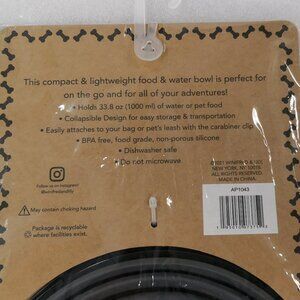 This compact & lightweight food & water bowl is perfect for
on the go and for all of your adventures!
• Holds 33.8 oz (1000 ml) of water or pet food
• Collapsible Design for easy storage & transportation
• Easily attaches to your bag or pet's leash with the carabiner clip
• BPA free, food grade, non-porous silicone
• Dishwasher safe
• Do not microwave
Follow us on Instagram!
May contain choking hazard
Package is recyclable
where facilities exist.
NEW YORK, NY 10018
ALL RIGHTS RESERVED.
MADE IN CHINA.
AP1043